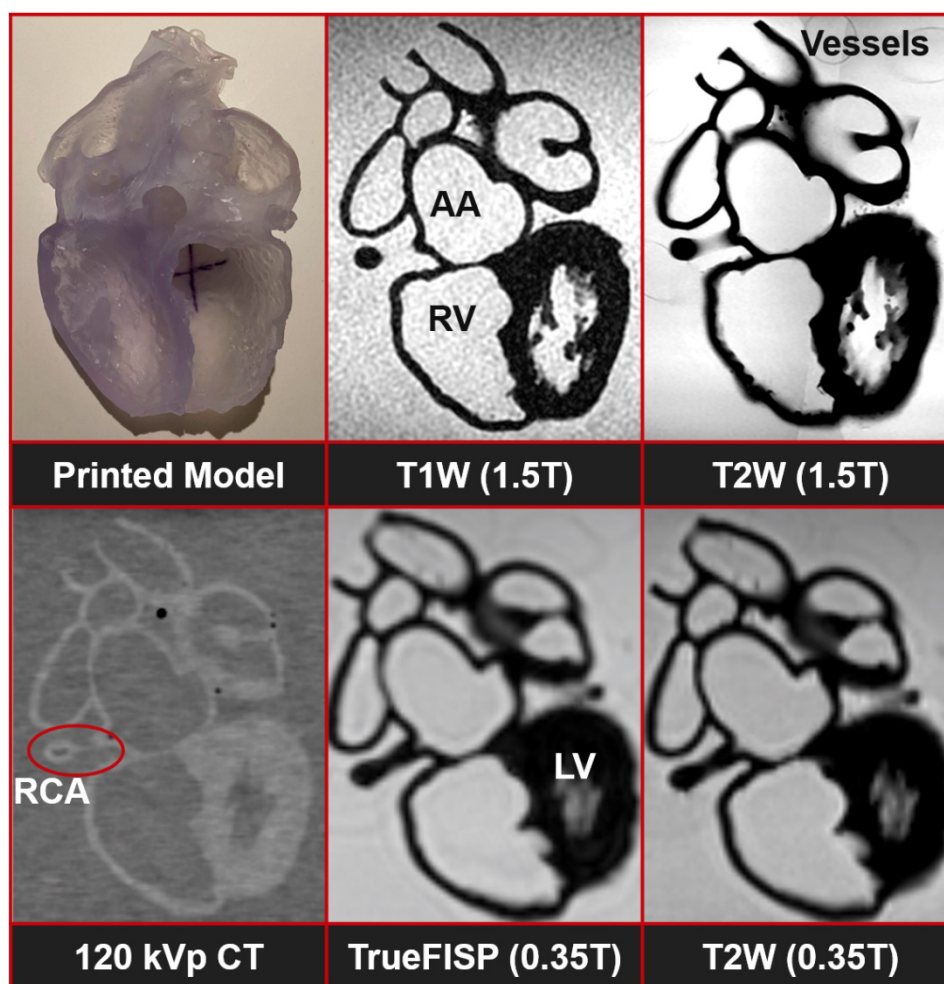 Vessels
AA
RV
Printed Model
T1W (1.5T)
T2W (1.5T)
RCA
LV
120 kVp CT
TrueFISP (0.35T)
T2W (0.35T)